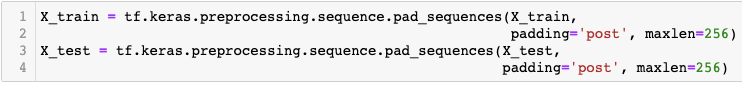 1 X_train = tf.keras.preprocessing.sequence.pad_sequences(X_train,
2 padding='post', maxlen=256)
3 X_test = tf.keras.preprocessing.sequence.pad_sequences(X_test,
4 padding='post', maxlen=256)